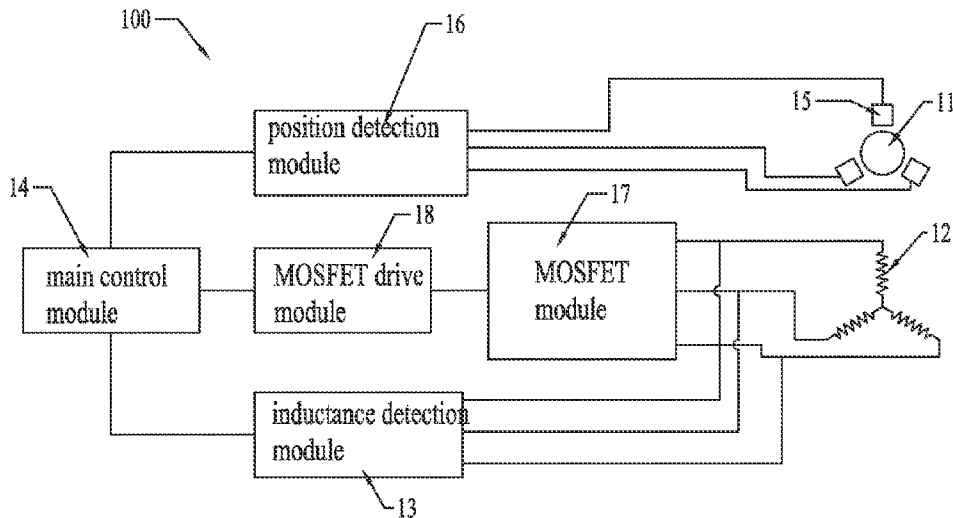 100
16
position detection
module
15
11
14
main control
module
18
MOSFET drive
module
17
MOSFET
module
12
inductance detection
module
13